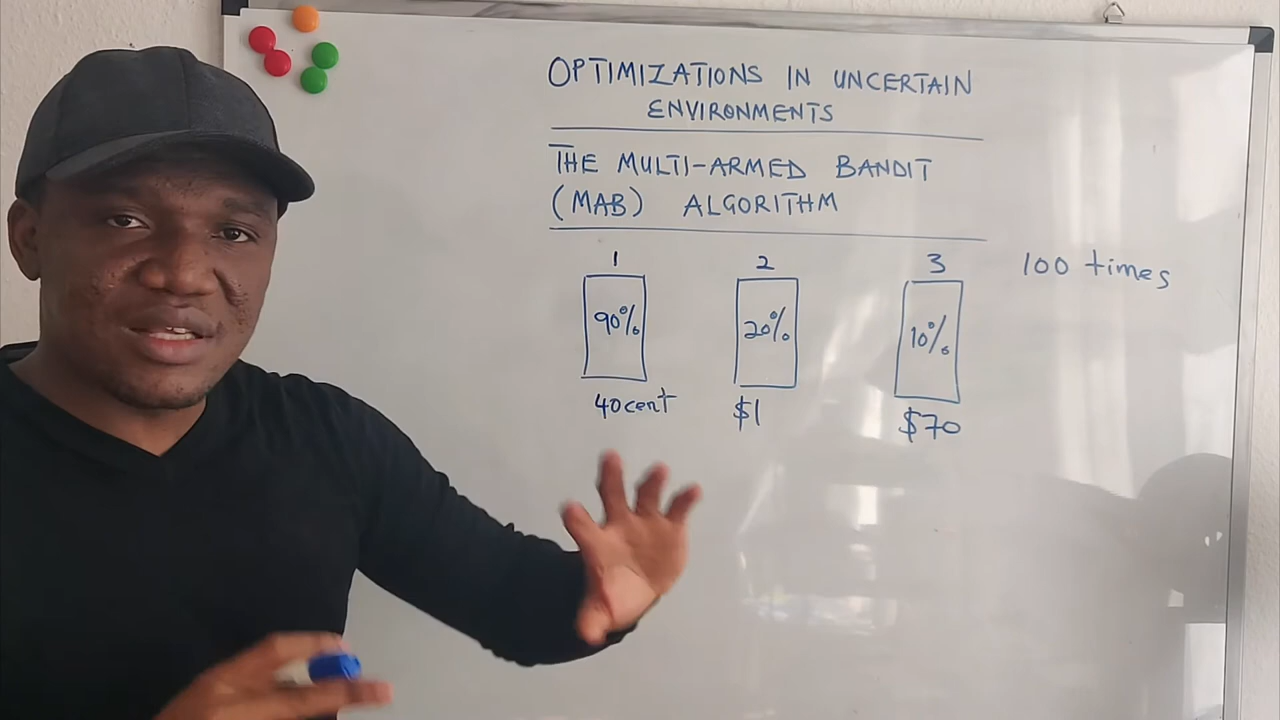 OPTIMIZATIONS IN UNCERTAIN
ENVIRONMENTS
THE MULTI-ARMED BANDIT
(MAB) ALGORITHM
1 2 3 100 times
90% 20% 10%
40cent $1 $70